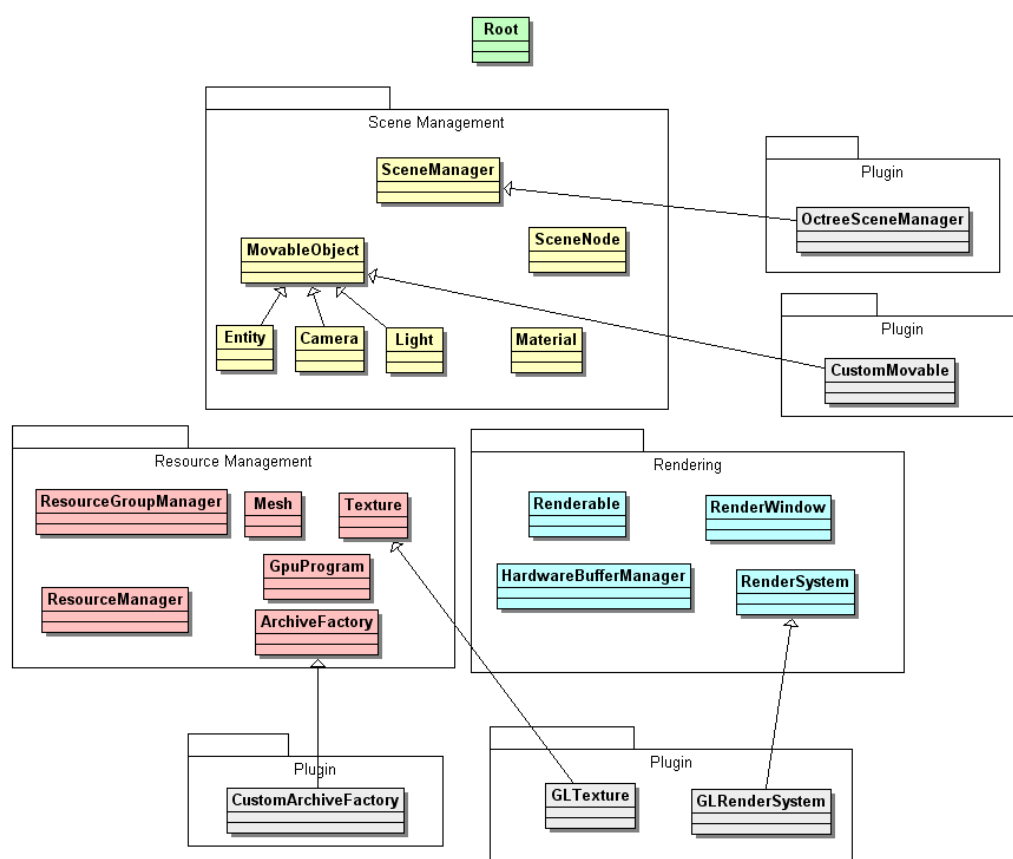 Root
Scene Management
SceneManager
Plugin
OctreeSceneManager
SceneNode
MovableObject
Entity
Camera
Light
Material
Plugin
CustomMovable
Resource Management
ResourceGroupManager
Mesh
Texture
GpuProgram
ResourceManager
ArchiveFactory
Rendering
Renderable
RenderWindow
HardwareBufferManager
RenderSystem
Plugin
CustomArchiveFactory
Plugin
GLTexture
GLRenderSystem